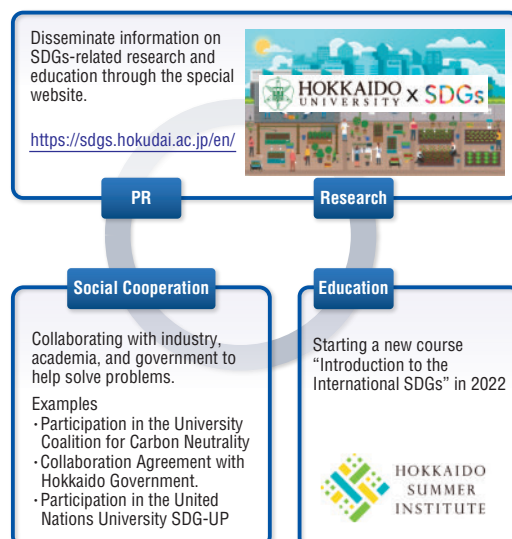 Disseminate information on
SDGs-related research and
education through the special
website.
https://sdgs.hokudai.ac.jp/en/
HOKKAIDO
UNIVERSITY x SDGs
PR
Research
Social Cooperation
Collaborating with industry,
academia, and government to
help solve problems.
Examples
・Participation in the University
Coalition for Carbon Neutrality
・Collaboration Agreement with
Hokkaido Government.
・Participation in the United
Nations University SDG-UP
Education
Starting a new course
“Introduction to the
International SDGs” in 2022
HOKKAIDO
SUMMER
INSTITUTE